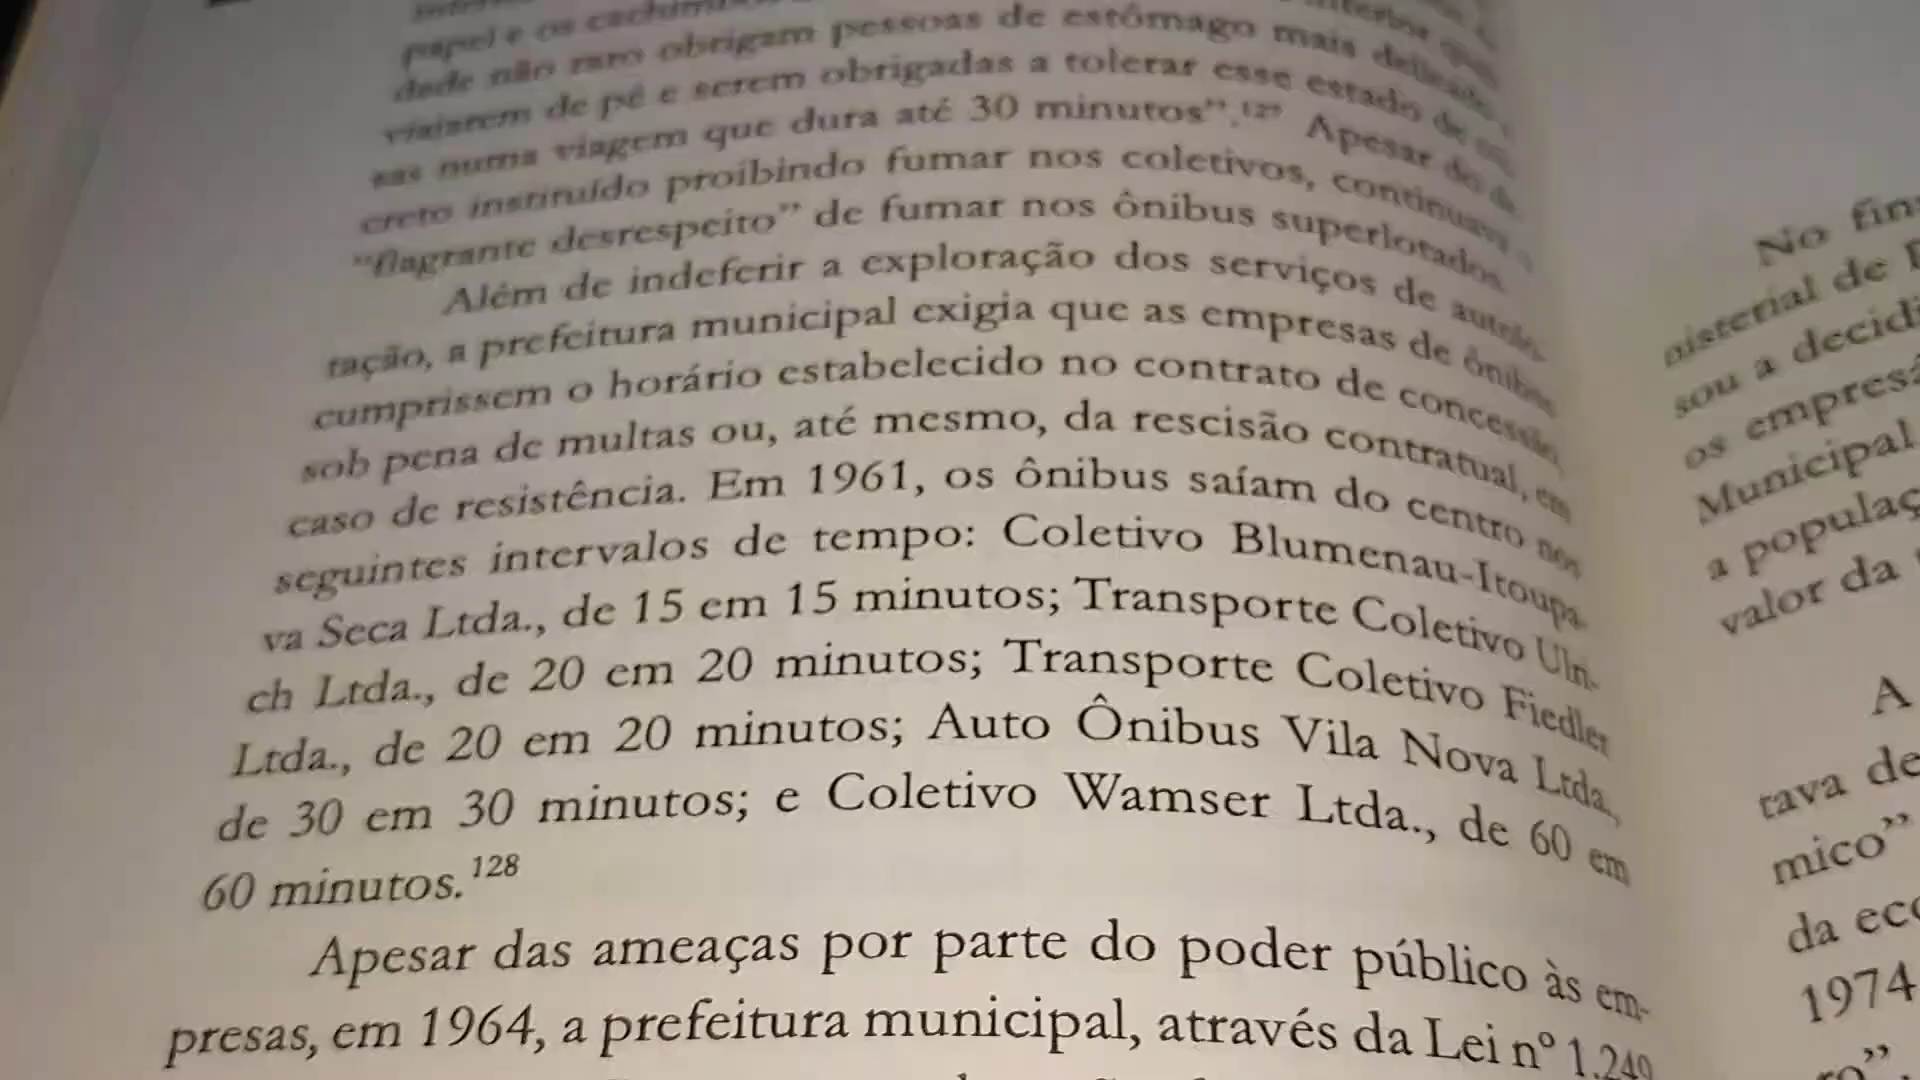 papel e os
dade não raro obrigam pessoas de estômago mais delicado
viajarem de pé e serem obrigadas a tolerar esse estado de
sas numa viagem que dura até 30 minutos”.¹²⁷ Apesar do de-
creto instituído proibindo fumar nos coletivos, continuava o
“flagrante desrespeito” de fumar nos ônibus superlotados.
Além de indeferir a exploração dos serviços de
tação, a prefeitura municipal exigia que as empresas de ônibus
cumprissem o horário estabelecido no contrato de concessão,
sob pena de multas ou, até mesmo, da rescisão contratual, em
caso de resistência. Em 1961, os ônibus saíam do centro nos
seguintes intervalos de tempo: Coletivo Blumenau-Itoupa-
va Seca Ltda., de 15 em 15 minutos; Transporte Coletivo Ulri-
ch Ltda., de 20 em 20 minutos; Transporte Coletivo Fiedler
Ltda., de 20 em 20 minutos; Auto Ônibus Vila Nova Ltda.,
de 30 em 30 minutos; e Coletivo Wamser Ltda., de 60 em
60 minutos.¹²⁸
Apesar das ameaças por parte do poder público às em-
presas, em 1964, a prefeitura municipal, através da Lei nº 1.249
No fin
nisterial de
sou a decidi
os empresá
Municipal
a populaç
valor da
A
tava de
mico”
da eco
1974
ro”.